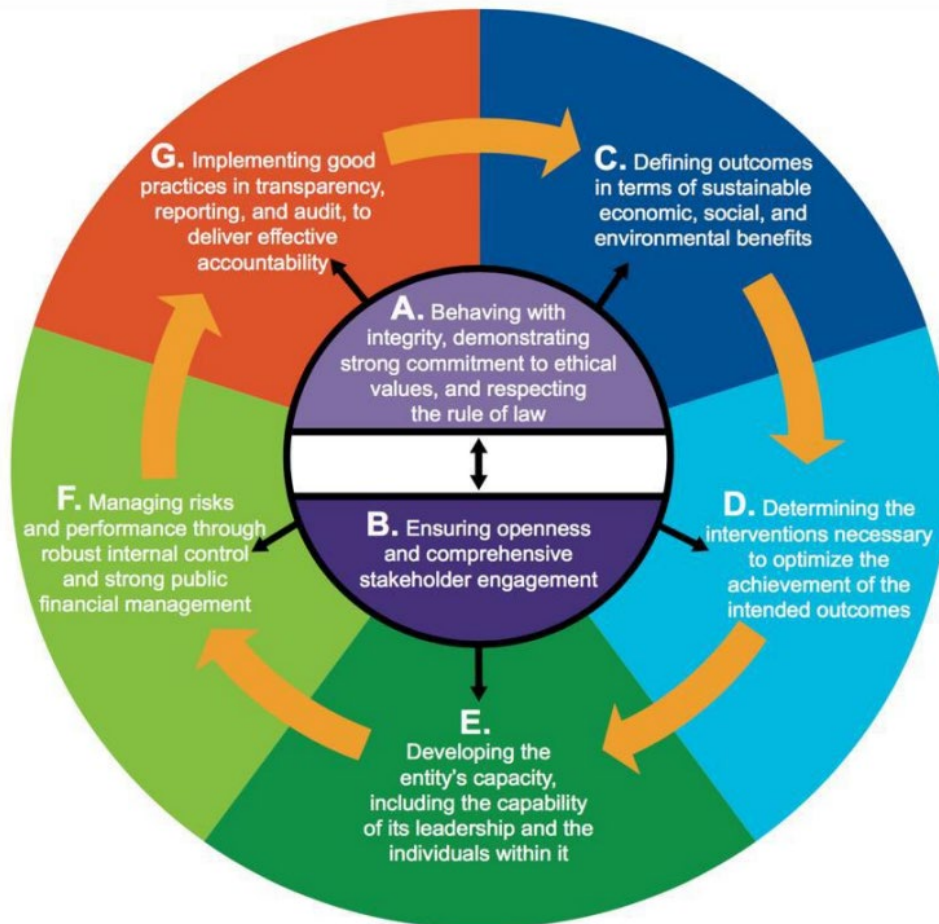 G. Implementing good
practices in transparency,
reporting, and audit, to
deliver effective
accountability
C. Defining outcomes
in terms of sustainable
economic, social, and
environmental benefits
A. Behaving with
integrity, demonstrating
strong commitment to ethical
values, and respecting
the rule of law
F. Managing risks
and performance through
robust internal control
and strong public
financial management
B. Ensuring openness
and comprehensive
stakeholder engagement
D. Determining the
interventions necessary
to optimize the
achievement of the
intended outcomes
E.
Developing the
entity's capacity,
including the capability
of its leadership and the
individuals within it